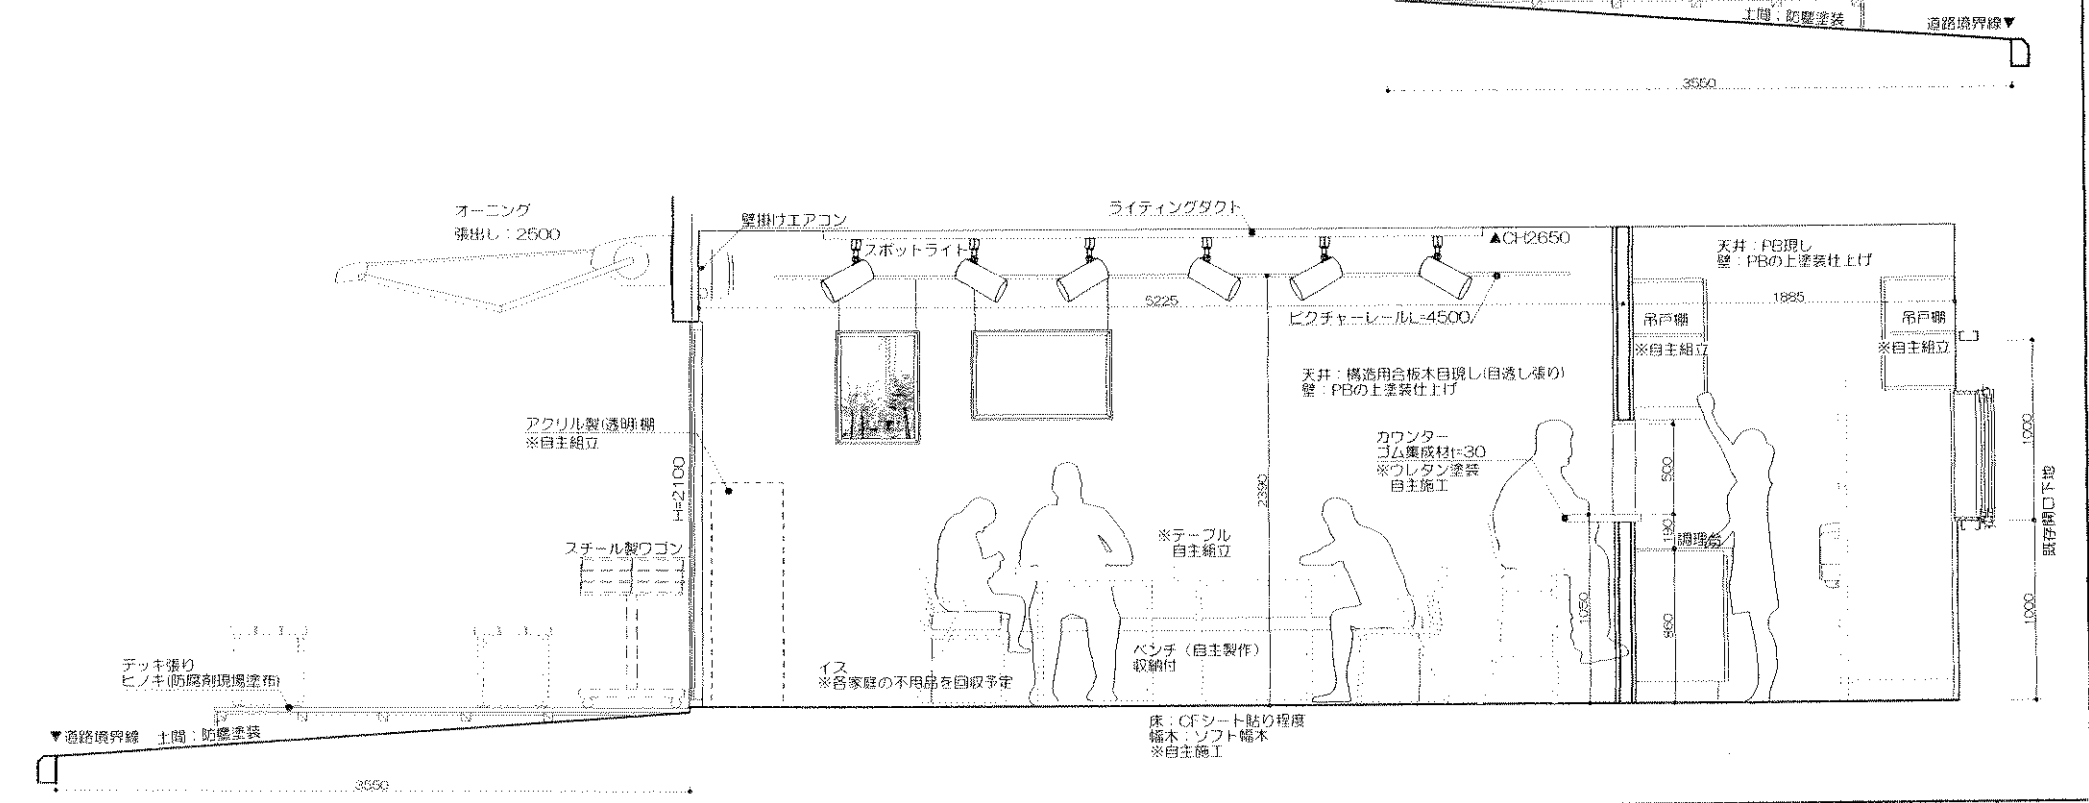 土間：防塵塗装
道路境界線▼
3550
オーニング
張出し：2500
壁掛けエアコン
ライティングダクト
スポットライト
▲CH2650
天井：PB現し
壁：PBの上塗装仕上げ
5225
1885
ピクチャーレールL=4500
吊戸棚
※自主組立
吊戸棚
※自主組立
天井：構造用合板木目現し(目透し張り)
壁：PBの上塗装仕上げ
アクリル製(透明)棚
※自主組立
H=2100
カウンター
ゴム集成材t=30
※ウレタン塗装
自主施工
2390
500
190
調理台
860
1050
1000
1000
既存開口下地
※テーブル
自主組立
スチール製ワゴン
デッキ張り
ヒノキ(防腐剤現場塗布)
イス
※各家庭の不用品を回収予定
ベンチ（自主製作）
収納付
▼道路境界線
土間：防塵塗装
床：CFシート貼り程度
幅木：ソフト幅木
※自主施工
3550